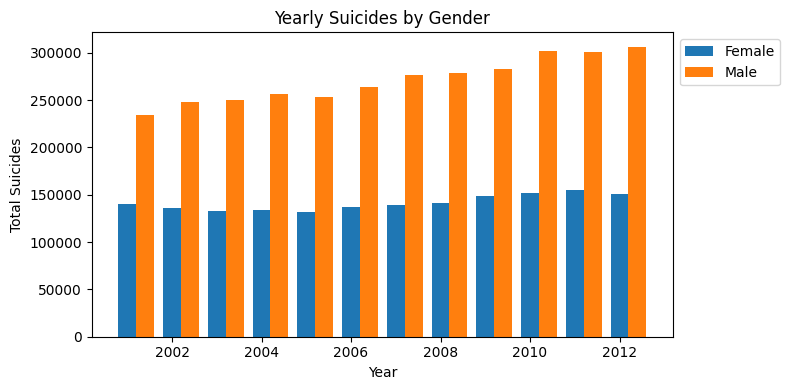 Yearly Suicides by Gender
Female
Male
300000
250000
200000
150000
100000
50000
0
Total Suicides
2002 2004 2006 2008 2010 2012
Year